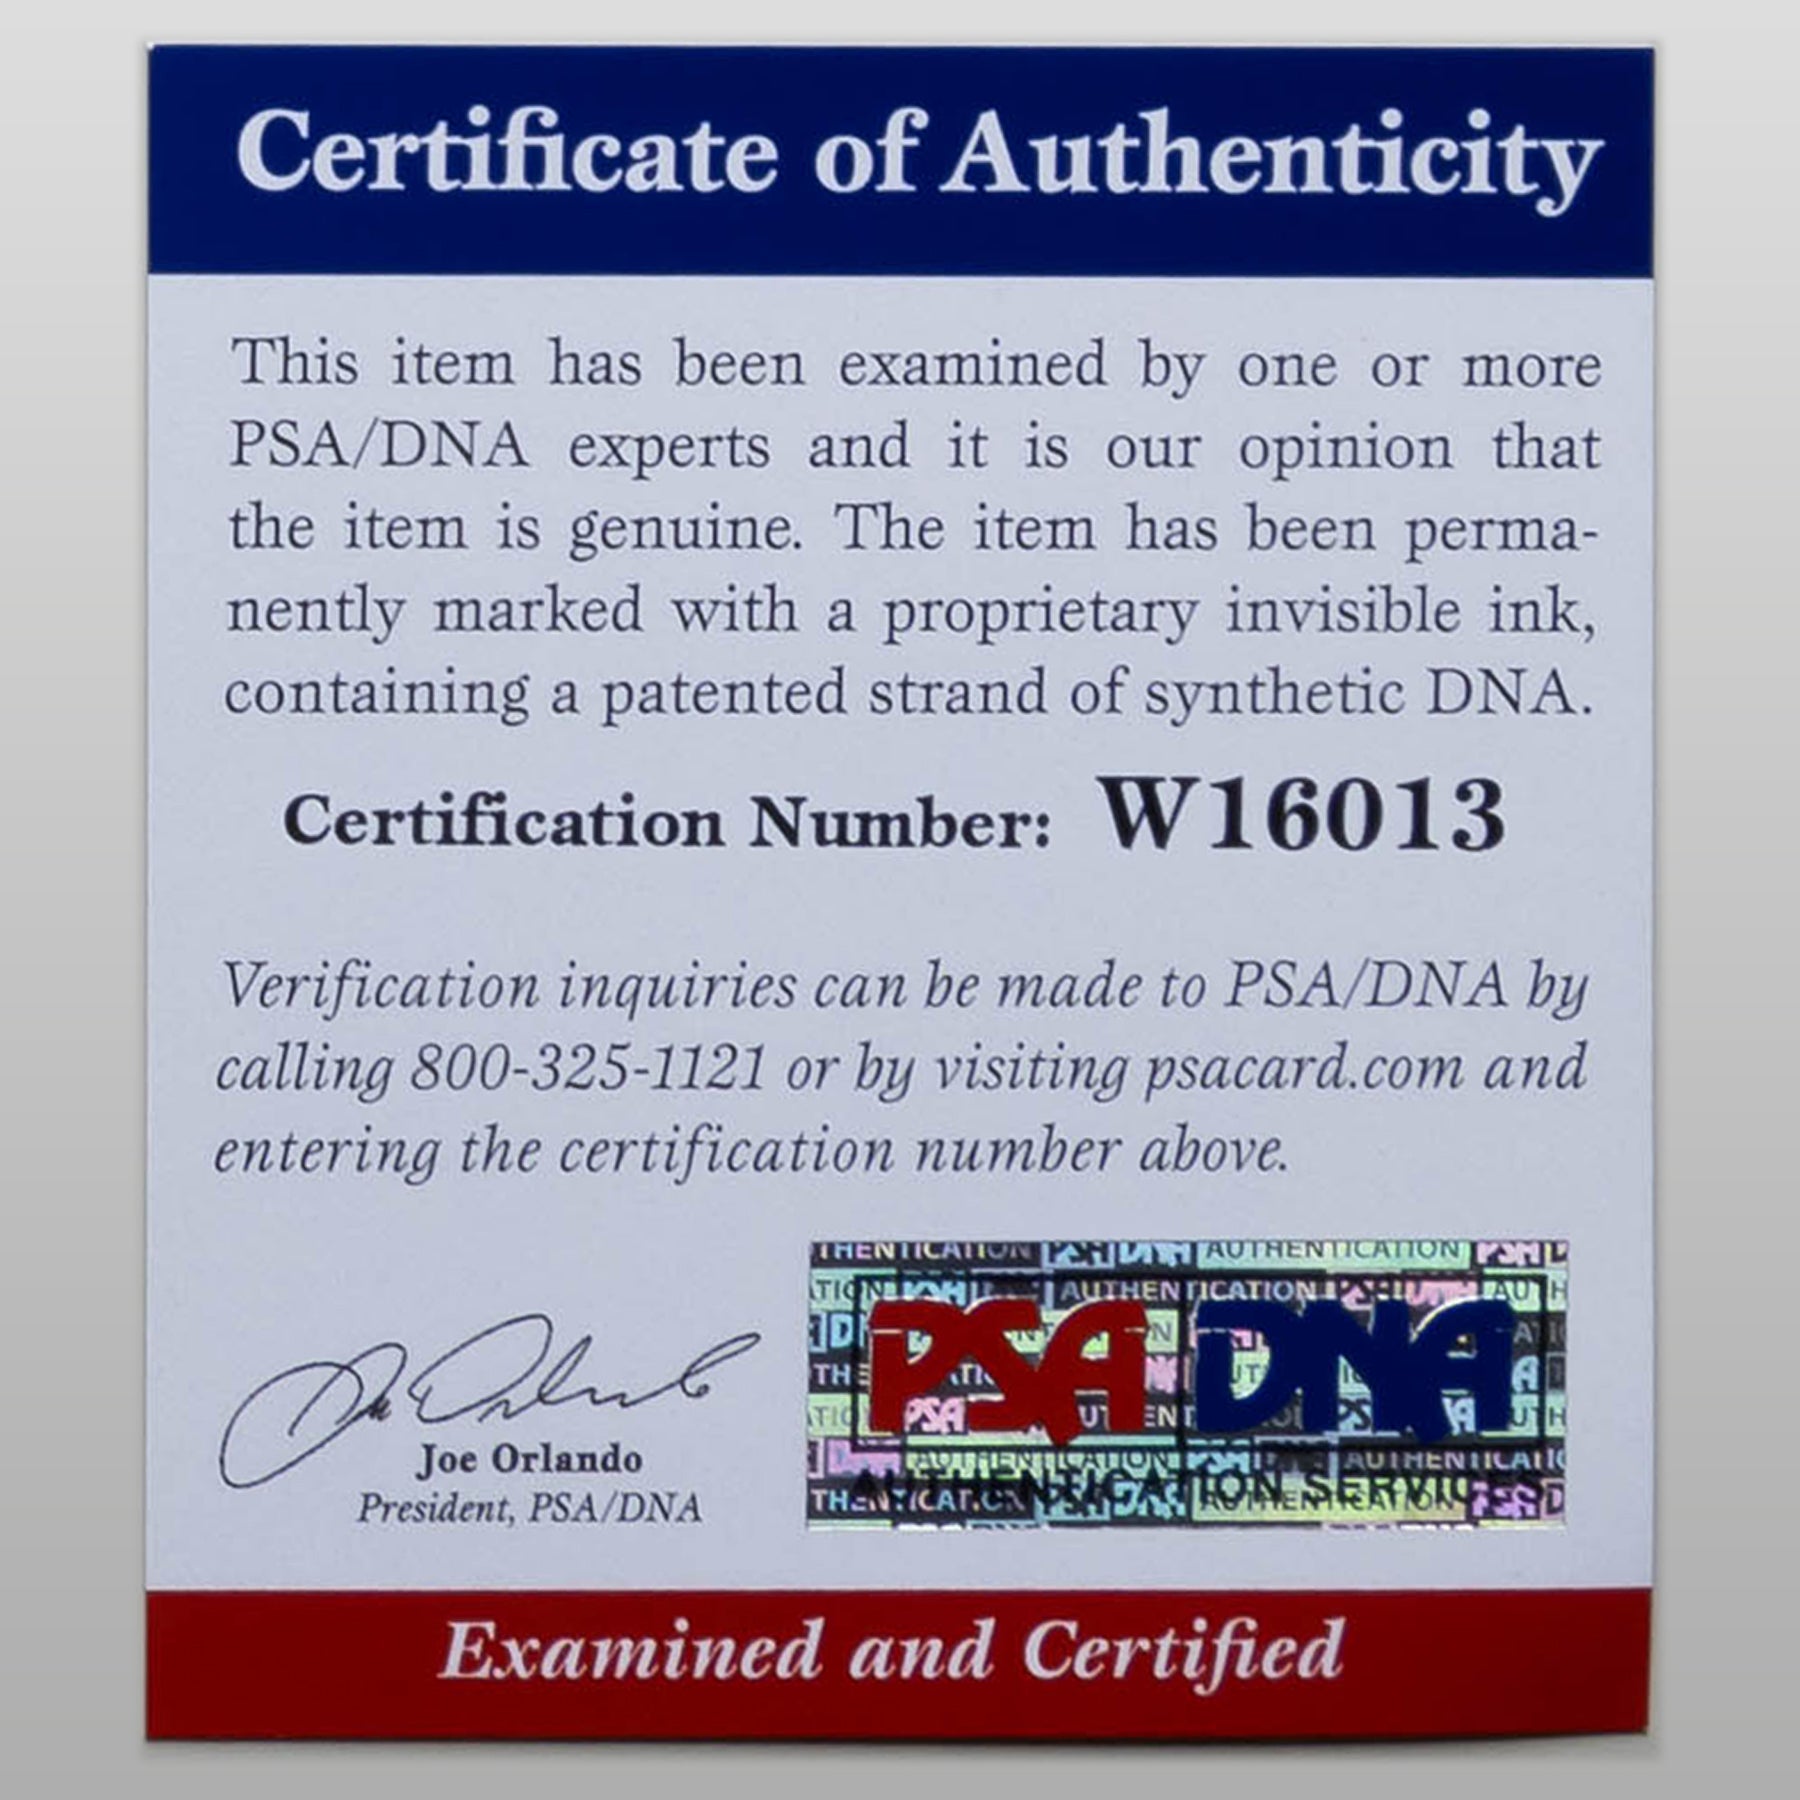 Certificate of Authenticity
This item has been examined by one or more
PSA/DNA experts and it is our opinion that
the item is genuine. The item has been perma-
nently marked with a proprietary invisible ink,
containing a patented strand of synthetic DNA.
Certification Number: W16013
Verification inquiries can be made to PSA/DNA by
calling 800-325-1121 or by visiting psacard.com and
entering the certification number above.
Joe Orlando
President, PSA/DNA
PSA DNA
AUTHENTICATION SERVICES
Examined and Certified